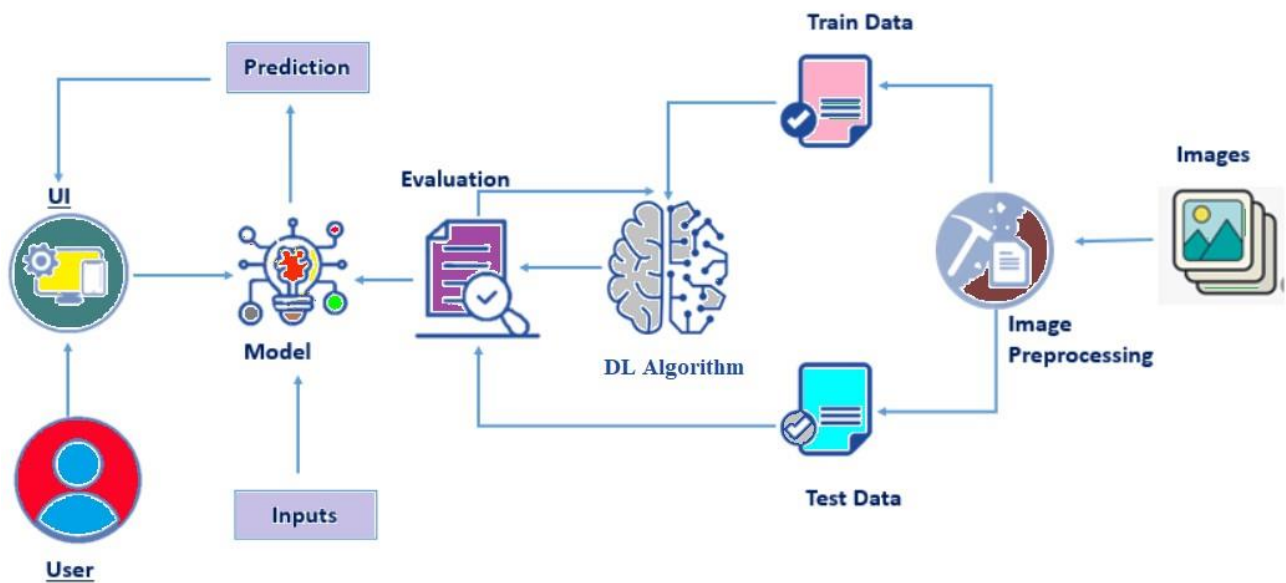 Train Data
Prediction
Images
Evaluation
UI
Model
Image
Preprocessing
DL Algorithm
Test Data
Inputs
User